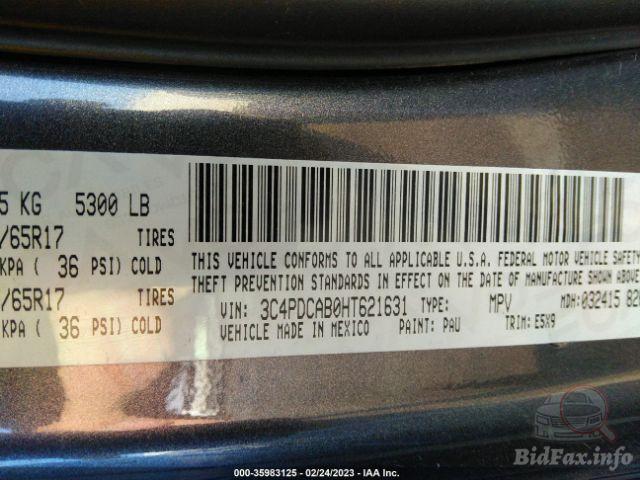 5 KG 5300 LB
/65R17 TIRES
KPA ( 36 PSI) COLD
/65R17 TIRES
KPA ( 36 PSI) COLD
THIS VEHICLE CONFORMS TO ALL APPLICABLE U.S.A. FEDERAL MOTOR VEHICLE SAFETY
THEFT PREVENTION STANDARDS IN EFFECT ON THE DATE OF MANUFACTURE SHOWN ABOVE
VIN: 3C4PDCAB0HT621631 TYPE: MPV MDH: 032415 820
VEHICLE MADE IN MEXICO PAINT: PAU TRIM: E5X9
BidFax.info
000-35983125 - 02/24/2023 - IAA Inc.